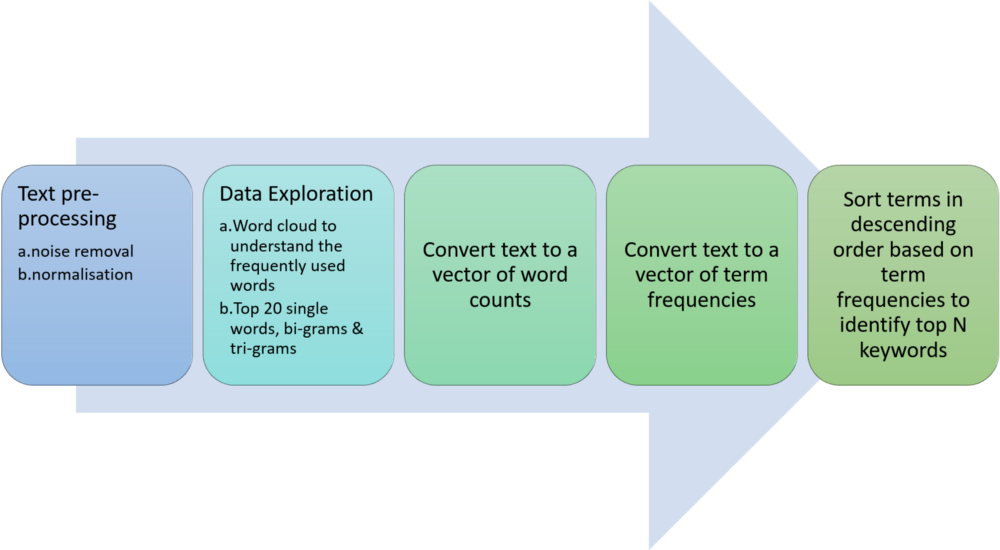 Text pre-
processing
a.noise removal
b.normalisation
Data Exploration
a.Word cloud to
understand the
frequently used
words
b.Top 20 single
words, bi-grams &
tri-grams
Convert text to a
vector of word
counts
Convert text to a
vector of term
frequencies
Sort terms in
descending
order based on
term
frequencies to
identify top N
keywords